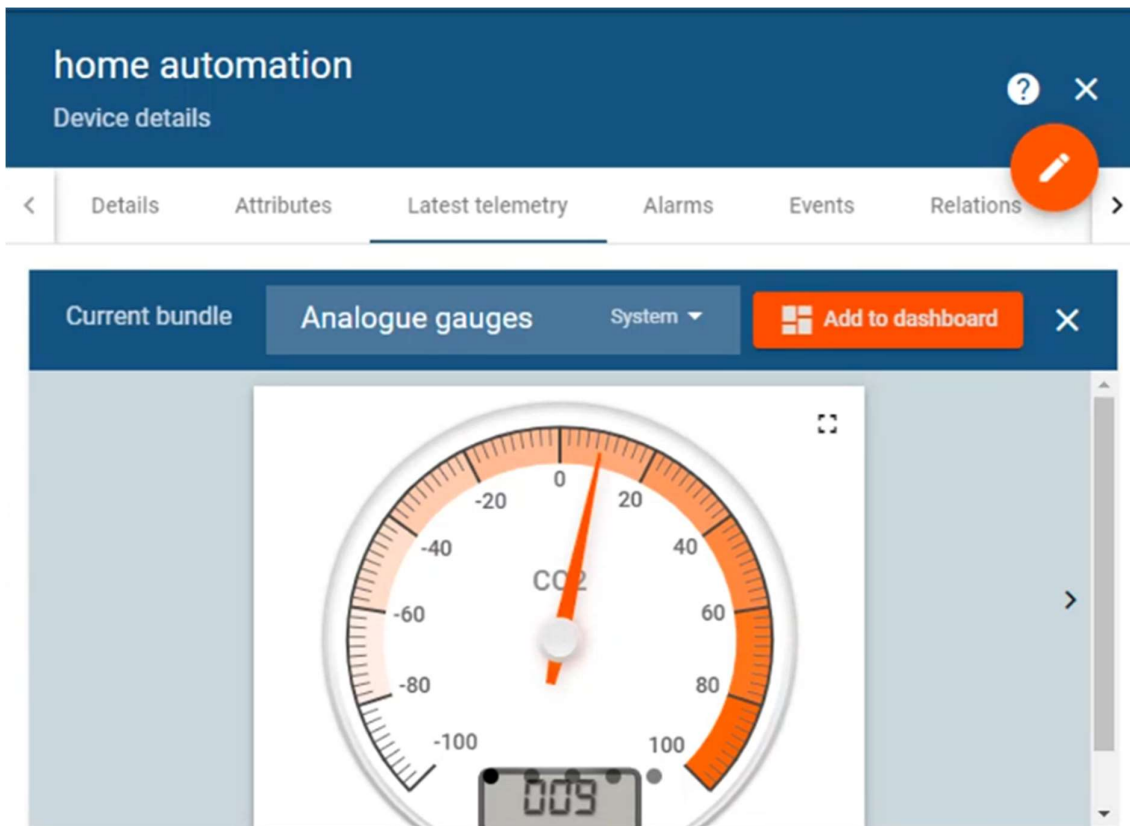 home automation
Device details
Details Attributes Latest telemetry Alarms Events Relations
Current bundle Analogue gauges System Add to dashboard
0
-20 20
-40 40
CO2
-60 60
-80 80
-100 100
009